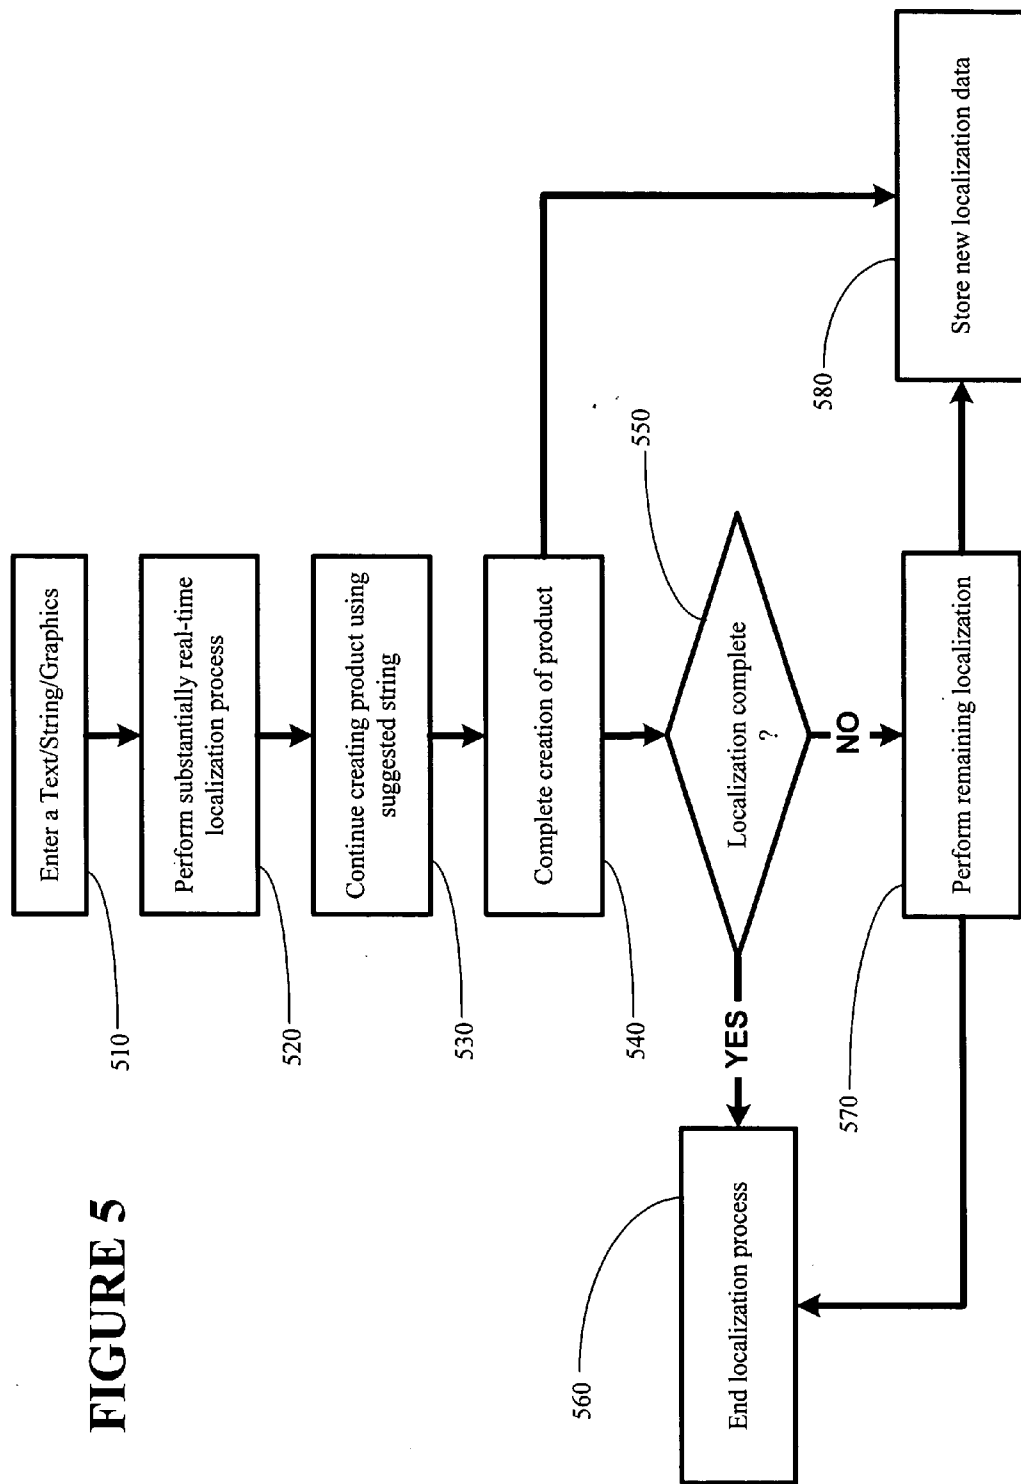 FIGURE 5
Enter a Text/String/Graphics
510
Perform substantially real-time
localization process
520
Continue creating product using
suggested string
530
Complete creation of product
540
Localization complete
?
550
YES
NO
End localization process
560
Perform remaining localization
570
Store new localization data
580